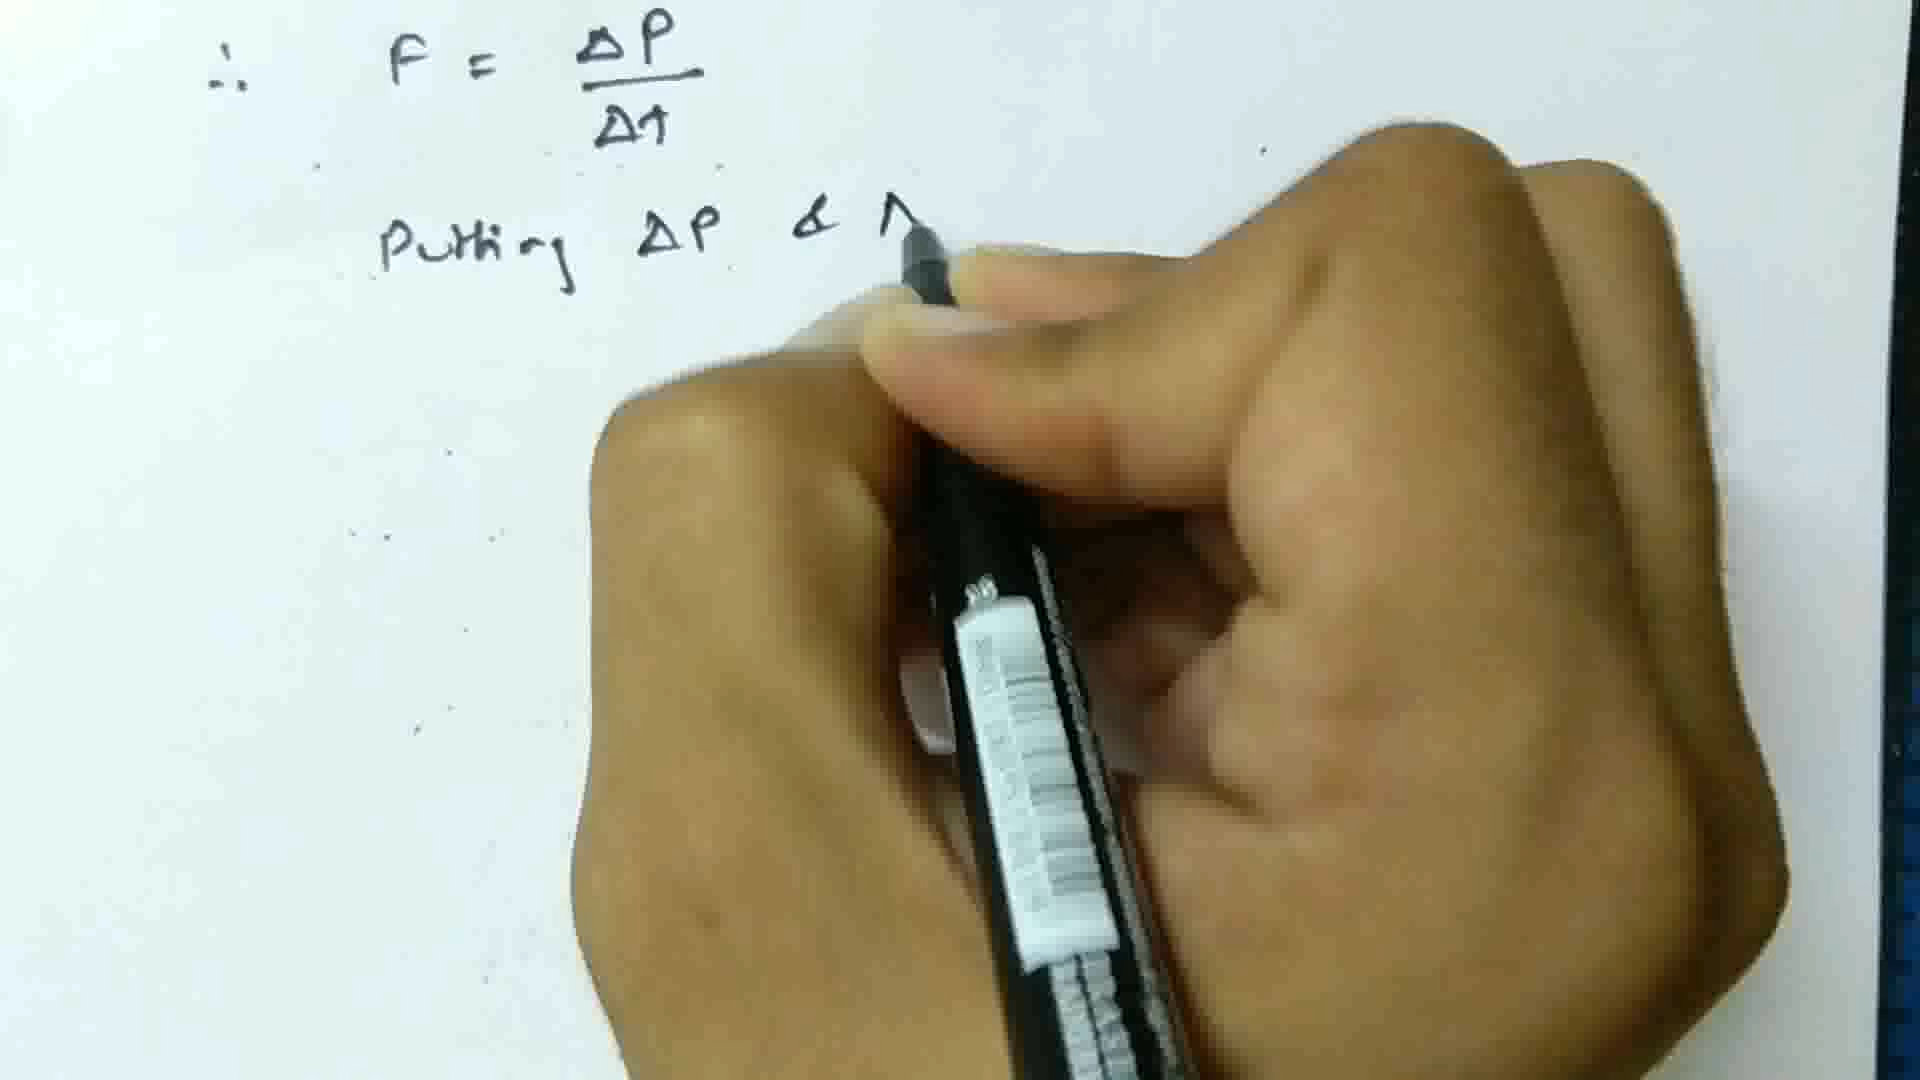 ∴ F = ΔP / Δt
Putting ΔP &